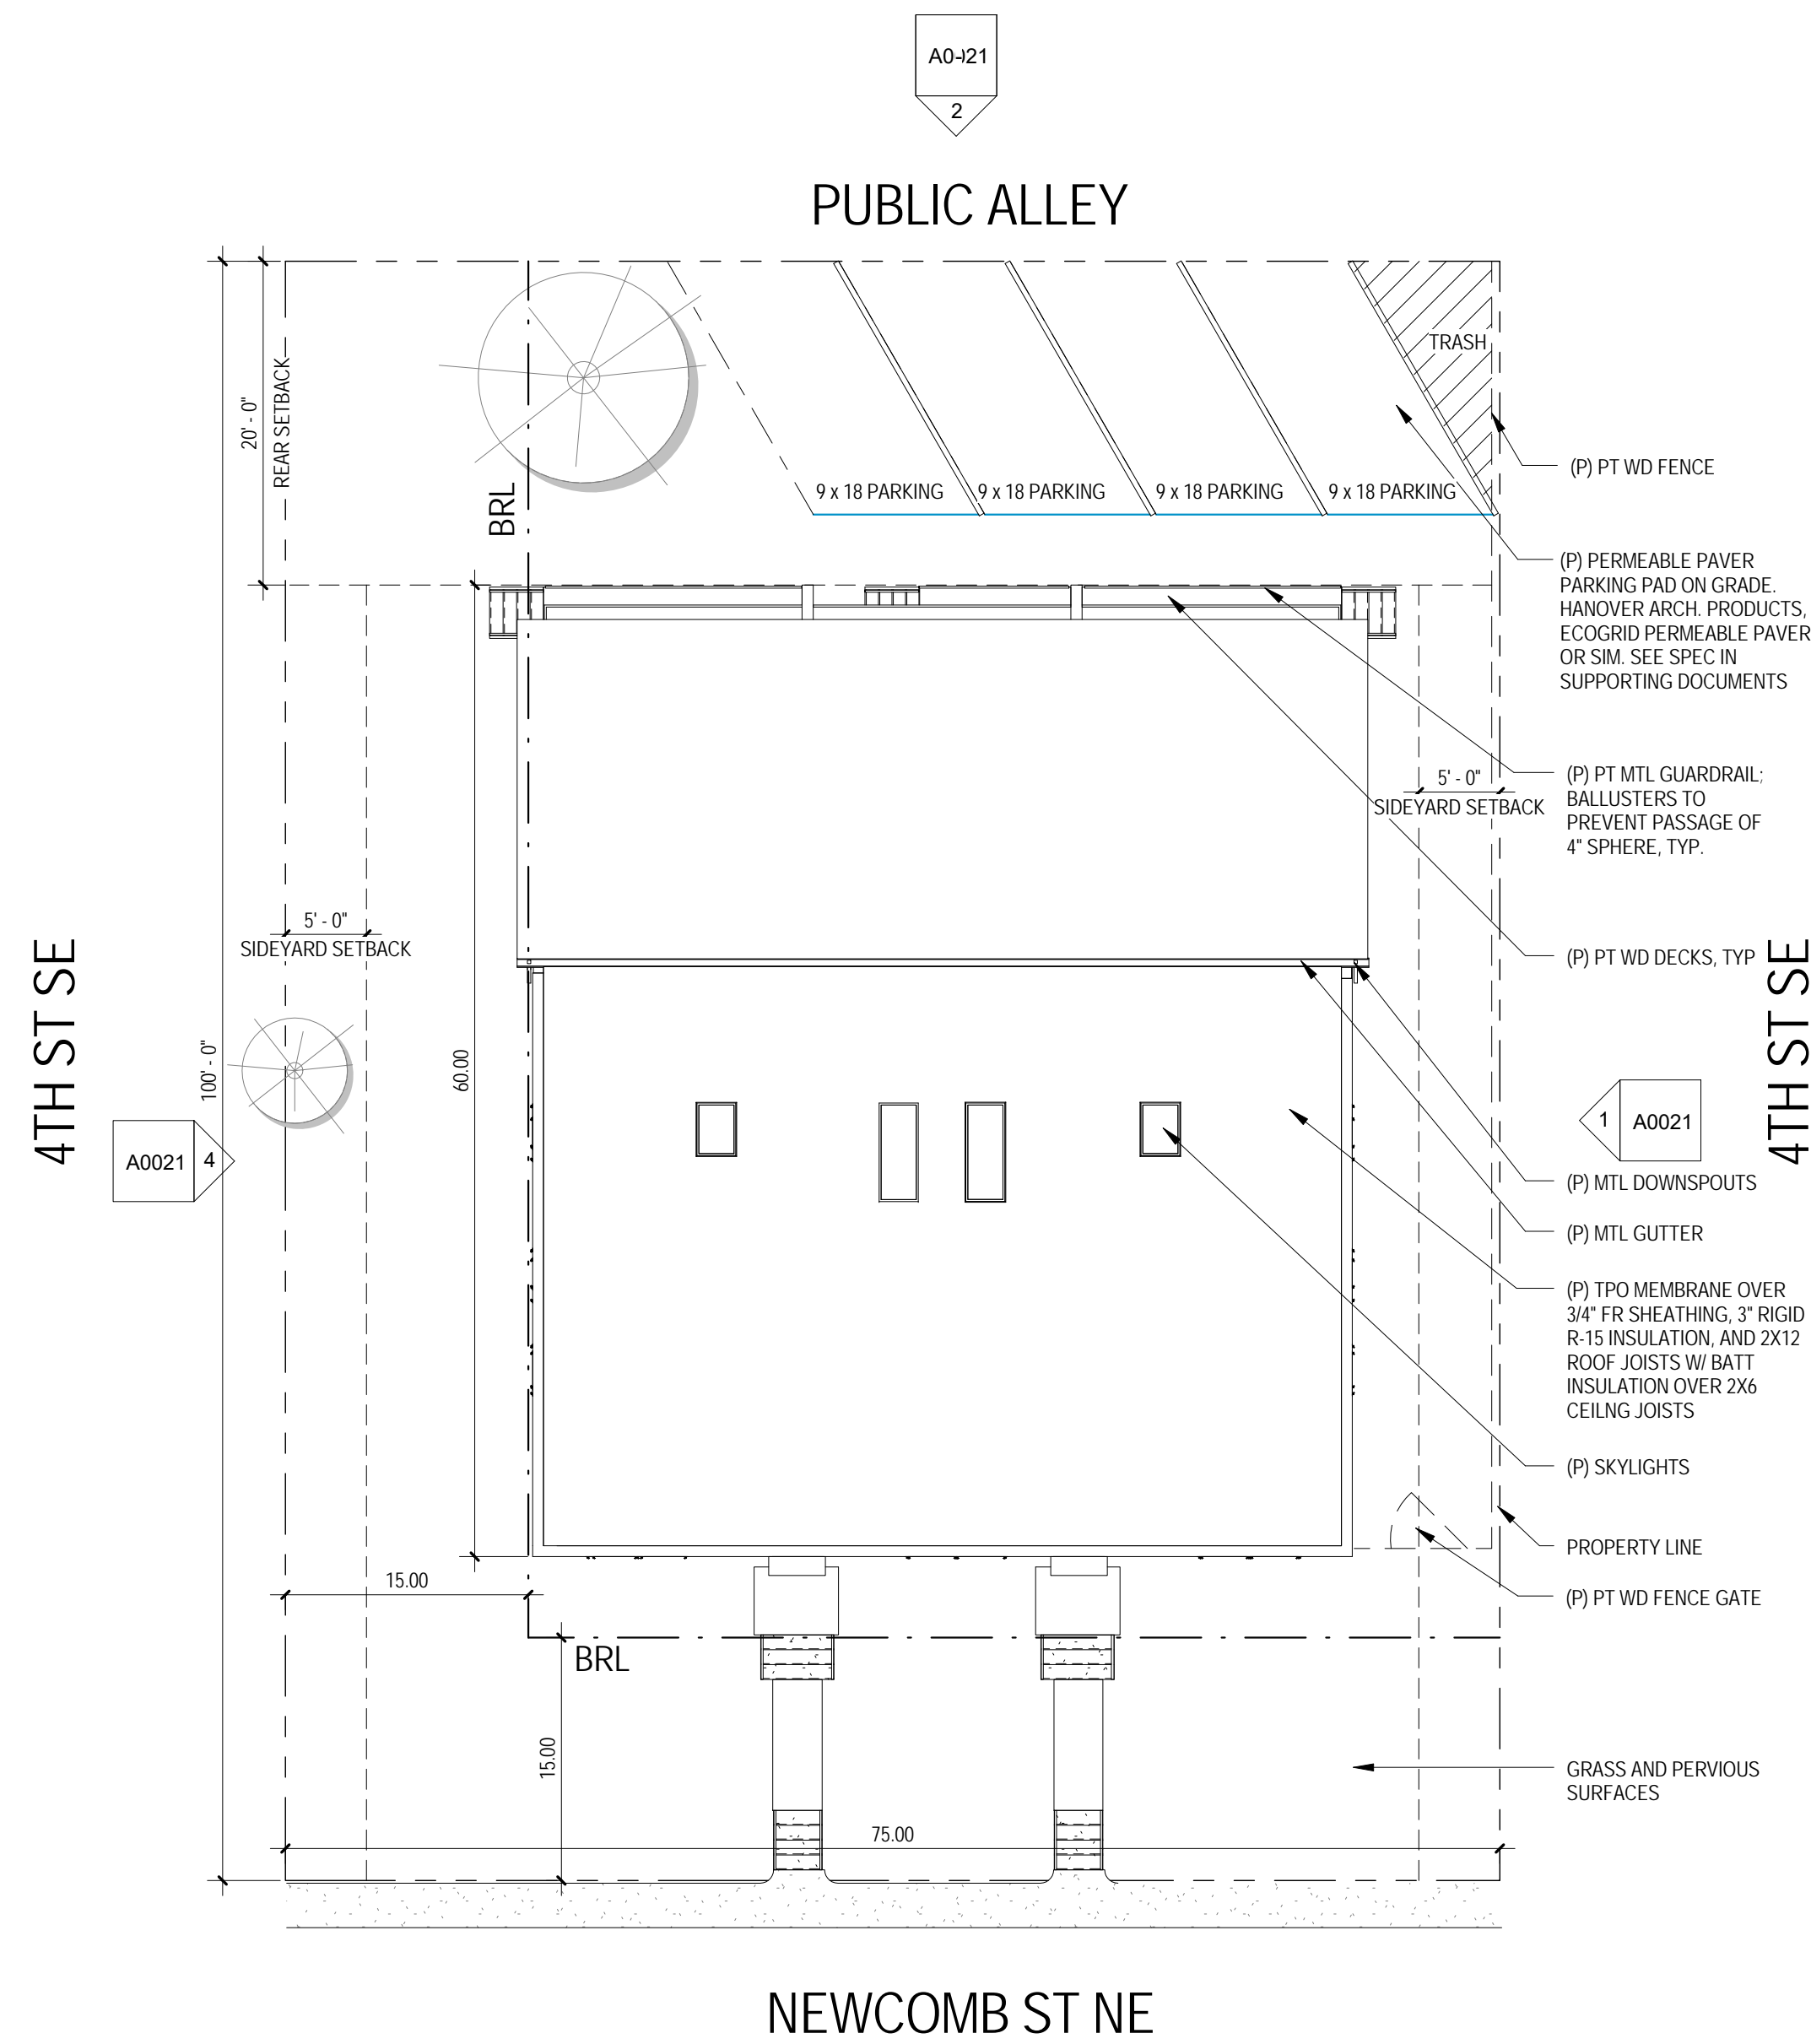 A0021
2
PUBLIC ALLEY
TRASH
20' - 0"
REAR SETBACK
BRL
9 x 18 PARKING
9 x 18 PARKING
9 x 18 PARKING
9 x 18 PARKING
(P) PT WD FENCE
(P) PERMEABLE PAVER
PARKING PAD ON GRADE.
HANOVER ARCH. PRODUCTS,
ECOGRID PERMEABLE PAVER
OR SIM. SEE SPEC IN
SUPPORTING DOCUMENTS
(P) PT MTL GUARDRAIL;
BALLUSTERS TO
PREVENT PASSAGE OF
4" SPHERE, TYP.
5' - 0"
SIDEYARD SETBACK
5' - 0"
SIDEYARD SETBACK
(P) PT WD DECKS, TYP
4TH ST SE
4TH ST SE
100' - 0"
60.00
A0021
4
1
A0021
(P) MTL DOWNSPOUTS
(P) MTL GUTTER
(P) TPO MEMBRANE OVER
3/4" FR SHEATHING, 3" RIGID
R-15 INSULATION, AND 2X12
ROOF JOISTS W/ BATT
INSULATION OVER 2X6
CEILNG JOISTS
(P) SKYLIGHTS
PROPERTY LINE
(P) PT WD FENCE GATE
15.00
BRL
15.00
GRASS AND PERVIOUS
SURFACES
75.00
NEWCOMB ST NE